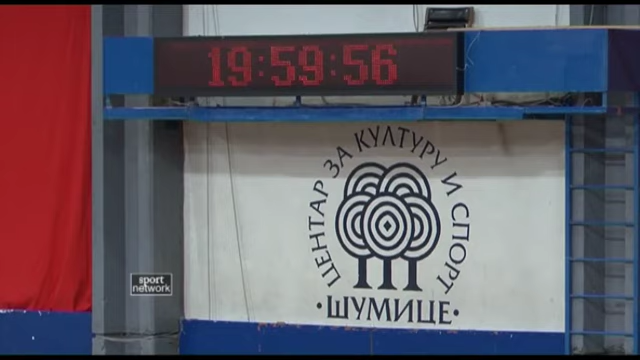 19:59:56
ЦЕНТАР ЗА КУЛТУРУ И СПОРТ
·ШУМИЦЕ·
sport
network